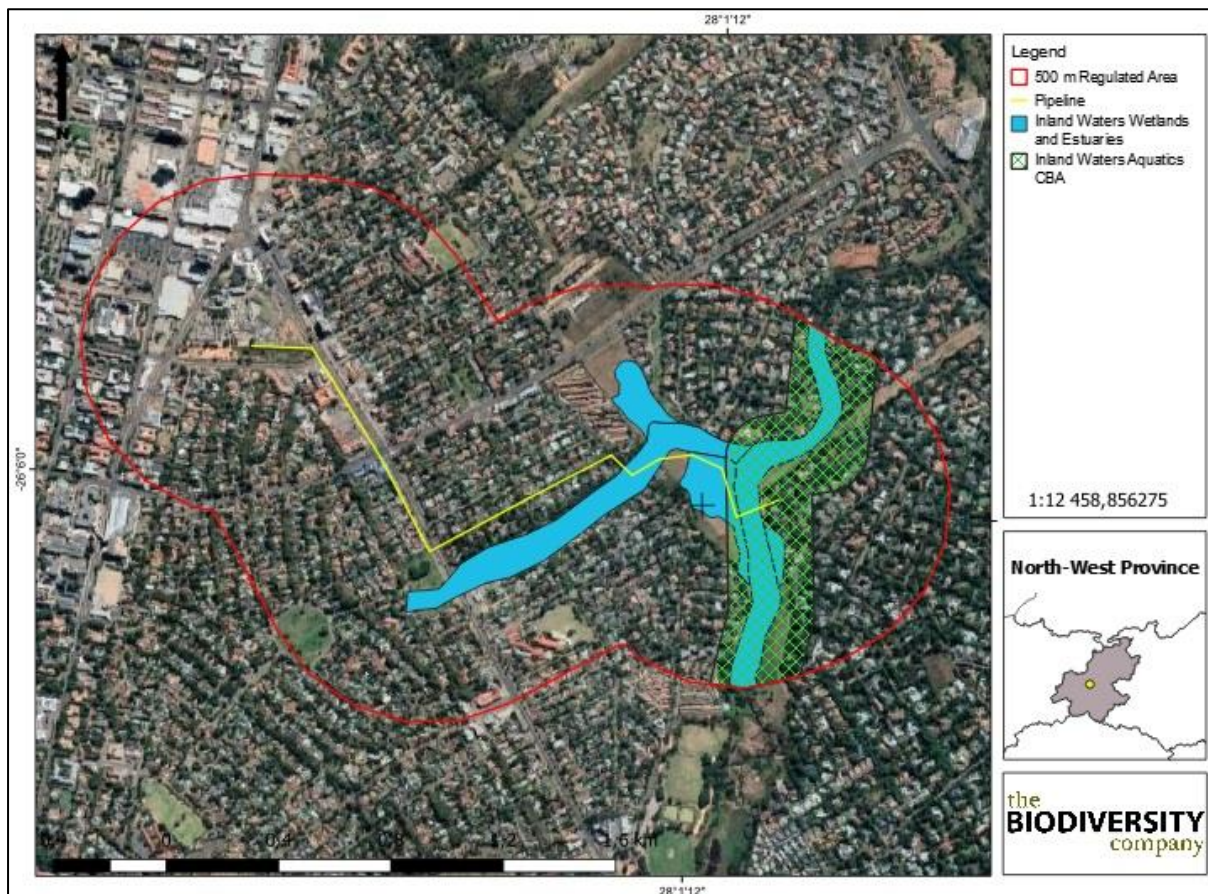 28°1'12"
N
-26°6'0"
0 0,4 0,8 1,2 1,6 km
28°1'12"
Legend
500 m Regulated Area
Pipeline
Inland Waters Wetlands
and Estuaries
Inland Waters Aquatics
CBA
1:12 458,856275
North-West Province
the
BIODIVERSITY
company